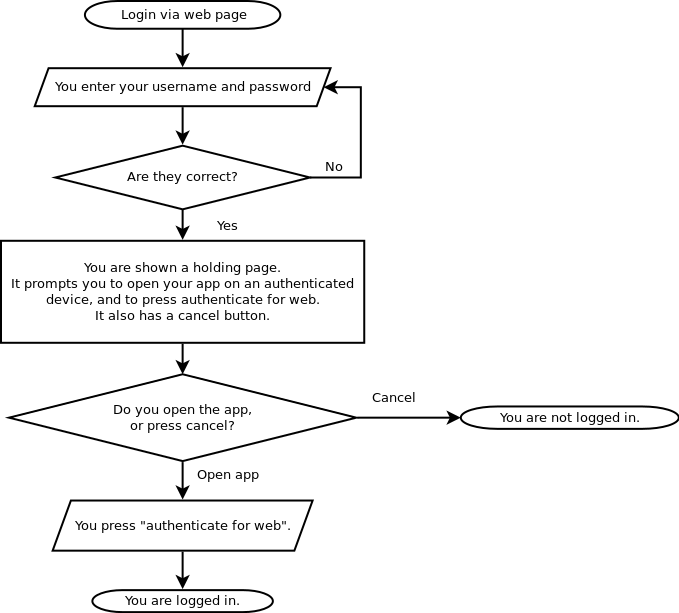 Login via web page
You enter your username and password
Are they correct?
No
Yes
You are shown a holding page.
It prompts you to open your app on an authenticated
device, and to press authenticate for web.
It also has a cancel button.
Do you open the app,
or press cancel?
Cancel
You are not logged in.
Open app
You press "authenticate for web".
You are logged in.